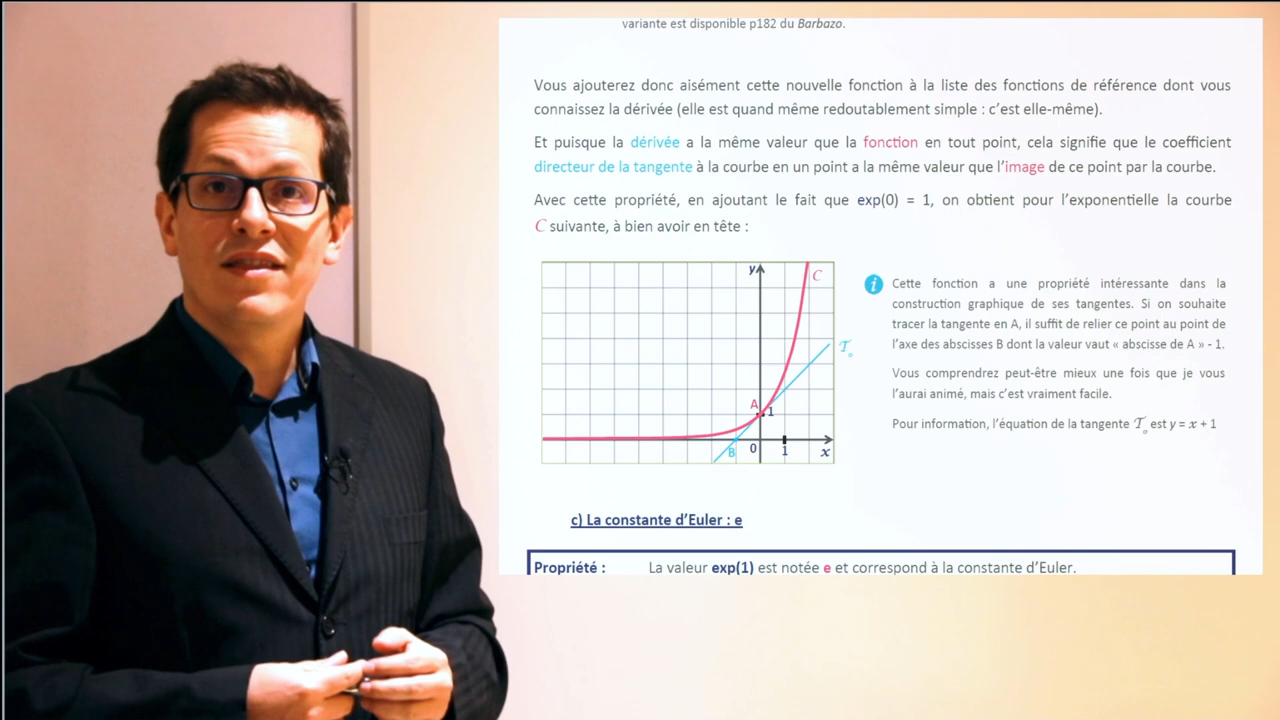 variante est disponible p182 du Barbazo.
Vous ajouterez donc aisément cette nouvelle fonction à la liste des fonctions de référence dont vous
connaissez la dérivée (elle est quand même redoutablement simple : c'est elle-même).
Et puisque la dérivée a la même valeur que la fonction en tout point, cela signifie que le coefficient
directeur de la tangente à la courbe en un point a la même valeur que l'image de ce point par la courbe.
Avec cette propriété, en ajoutant le fait que exp(0) = 1, on obtient pour l'exponentielle la courbe
C suivante, à bien avoir en tête :
y
C
T₀
A
1
B
0
1
x
i
Cette fonction a une propriété intéressante dans la
construction graphique de ses tangentes. Si on souhaite
tracer la tangente en A, il suffit de relier ce point au point de
l'axe des abscisses B dont la valeur vaut « abscisse de A » - 1.
Vous comprendrez peut-être mieux une fois que je vous
l'aurai animé, mais c'est vraiment facile.
Pour information, l'équation de la tangente T₀ est y = x + 1
c) La constante d'Euler : e
Propriété : La valeur exp(1) est notée e et correspond à la constante d'Euler.